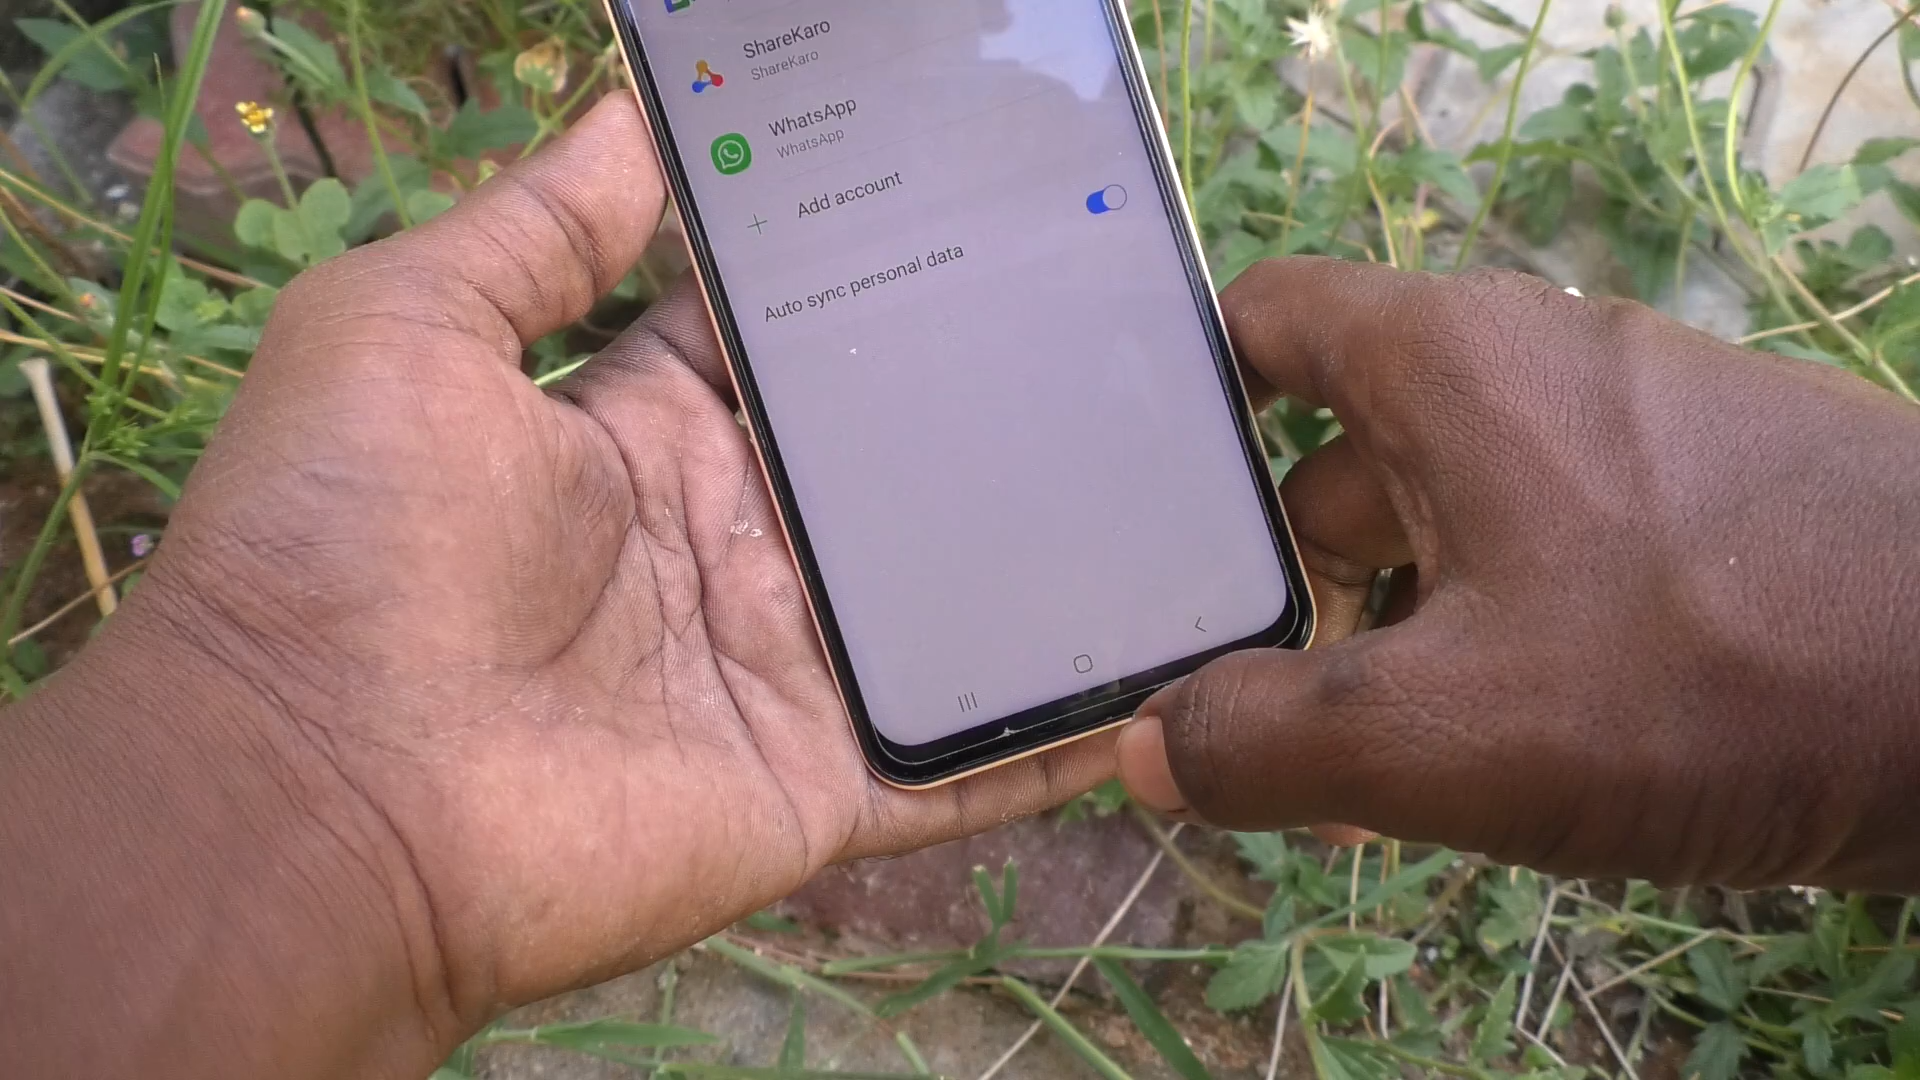 ShareKaro
ShareKaro
WhatsApp
WhatsApp
Add account
Auto sync personal data